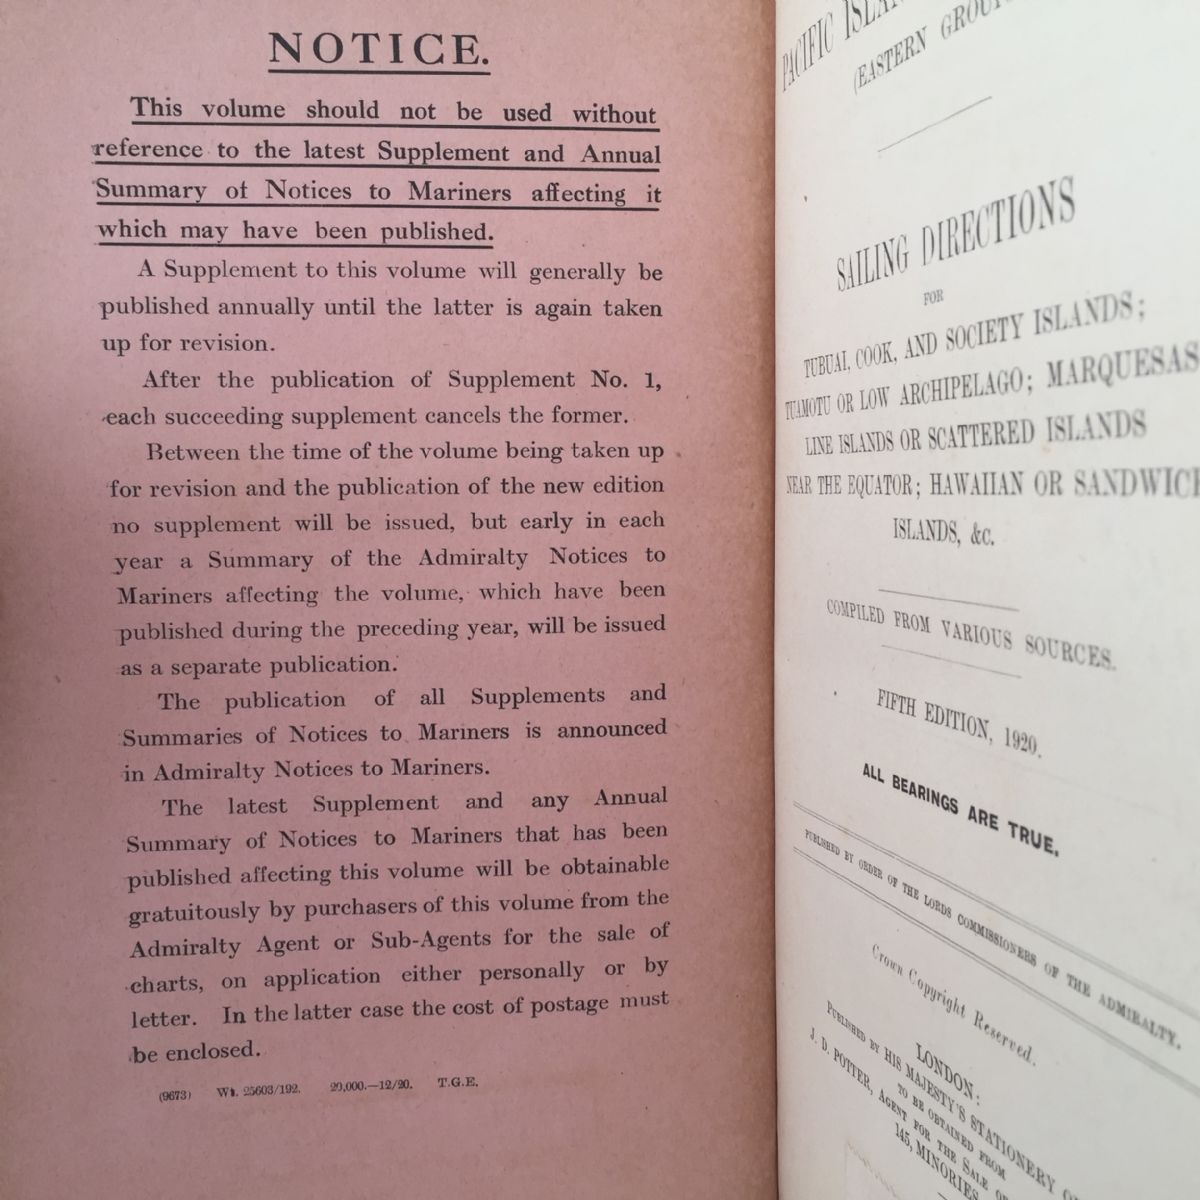 NOTICE.
This volume should not be used without
reference to the latest Supplement and Annual
Summary of Notices to Mariners affecting it
which may have been published.
A Supplement to this volume will generally be
published annually until the latter is again taken
up for revision.
After the publication of Supplement No. 1,
each succeeding supplement cancels the former.
Between the time of the volume being taken up
for revision and the publication of the new edition
no supplement will be issued, but early in each
year a Summary of the Admiralty Notices to
Mariners affecting the volume, which have been
published during the preceding year, will be issued
as a separate publication.
The publication of all Supplements and
Summaries of Notices to Mariners is announced
in Admiralty Notices to Mariners.
The latest Supplement and any Annual
Summary of Notices to Mariners that has been
published affecting this volume will be obtainable
gratuitously by purchasers of this volume from the
Admiralty Agent or Sub-Agents for the sale of
charts, on application either personally or by
letter. In the latter case the cost of postage must
be enclosed.
(9673) Wt. 25603/192. 20,000.—12/20. T.G.E.
PACIFIC
(EASTERN
SAILING DIRECTIONS
FOR
TUBUAI, COOK, AND SOCIETY ISLANDS;
TUAMOTU OR LOW ARCHIPELAGO; MARQUESAS
LINE ISLANDS OR SCATTERED ISLANDS
NEAR THE EQUATOR; HAWAIIAN OR SANDWICH
ISLANDS, &c.
COMPILED FROM VARIOUS SOURCES.
FIFTH EDITION, 1920.
ALL BEARINGS ARE TRUE.
PUBLISHED BY ORDER OF THE LORDS COMMISSIONERS OF THE ADMIRALTY.
Crown Copyright Reserved.
LONDON:
PUBLISHED BY HIS MAJESTY'S STATIONERY
TO BE OBTAINED FROM
J. D. POTTER, AGENT FOR THE SALE
145, MINORIES